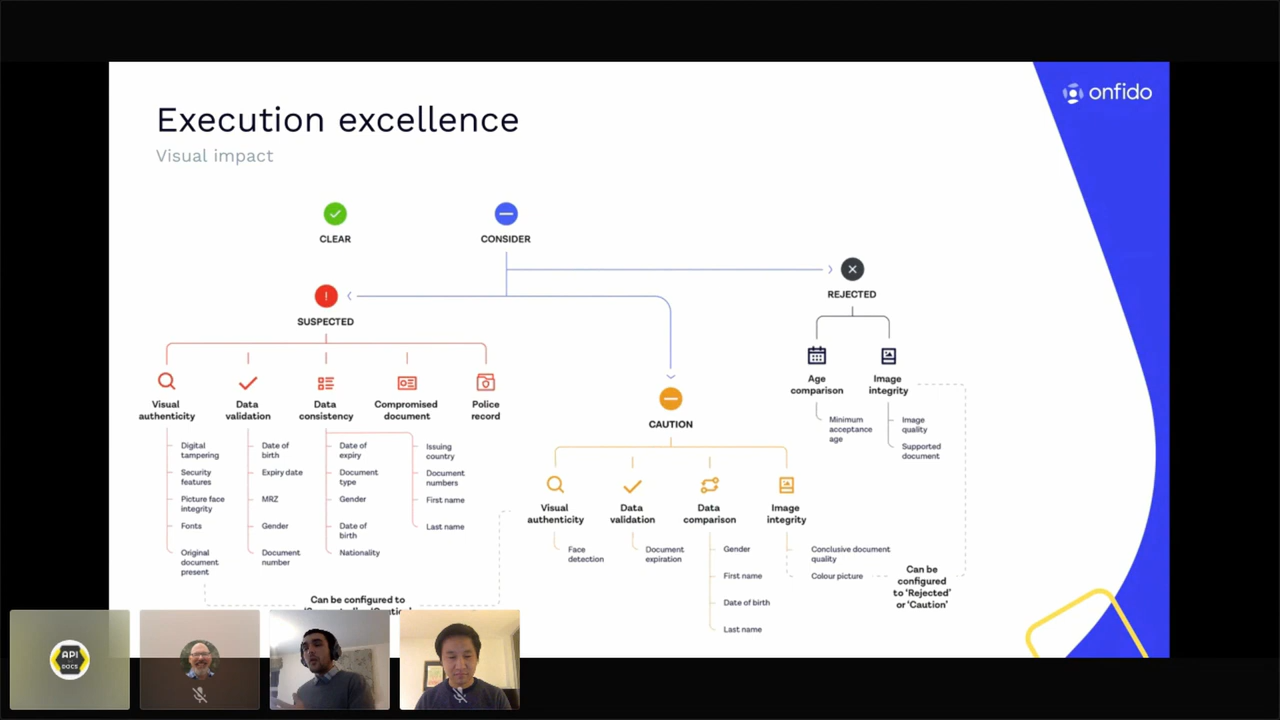 onfido
Execution excellence
Visual impact
CLEAR
CONSIDER
REJECTED
SUSPECTED
Age
comparison
Image
integrity
Minimum
acceptance
age
Image
quality
Supported
document
Visual
authenticity
Data
validation
Data
consistency
Compromised
document
Police
record
Digital
tampering
Security
features
Picture face
integrity
Fonts
Original
document
present
Date of
birth
Expiry date
MRZ
Gender
Document
number
Date of
expiry
Document
type
Gender
Date of
birth
Nationality
Issuing
country
Document
numbers
First name
Last name
CAUTION
Visual
authenticity
Data
validation
Data
comparison
Image
integrity
Face
detection
Document
expiration
Gender
First name
Date of birth
Last name
Conclusive document
quality
Colour picture
Can be
configured
to 'Rejected'
or 'Caution'
Can be configured to
API
DOCS